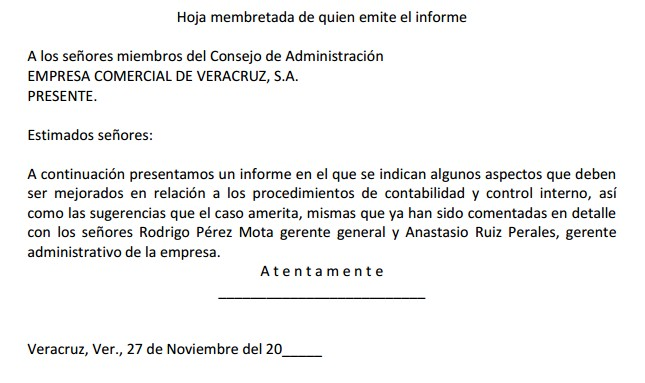 Hoja membretada de quien emite el informe
A los señores miembros del Consejo de Administración
EMPRESA COMERCIAL DE VERACRUZ, S.A.
PRESENTE.
Estimados señores:
A continuación presentamos un informe en el que se indican algunos aspectos que deben
ser mejorados en relación a los procedimientos de contabilidad y control interno, así
como las sugerencias que el caso amerita, mismas que ya han sido comentadas en detalle
con los señores Rodrigo Pérez Mota gerente general y Anastasio Ruiz Perales, gerente
administrativo de la empresa.
A t e n t a m e n t e
__________________________
Veracruz, Ver., 27 de Noviembre del 20_____